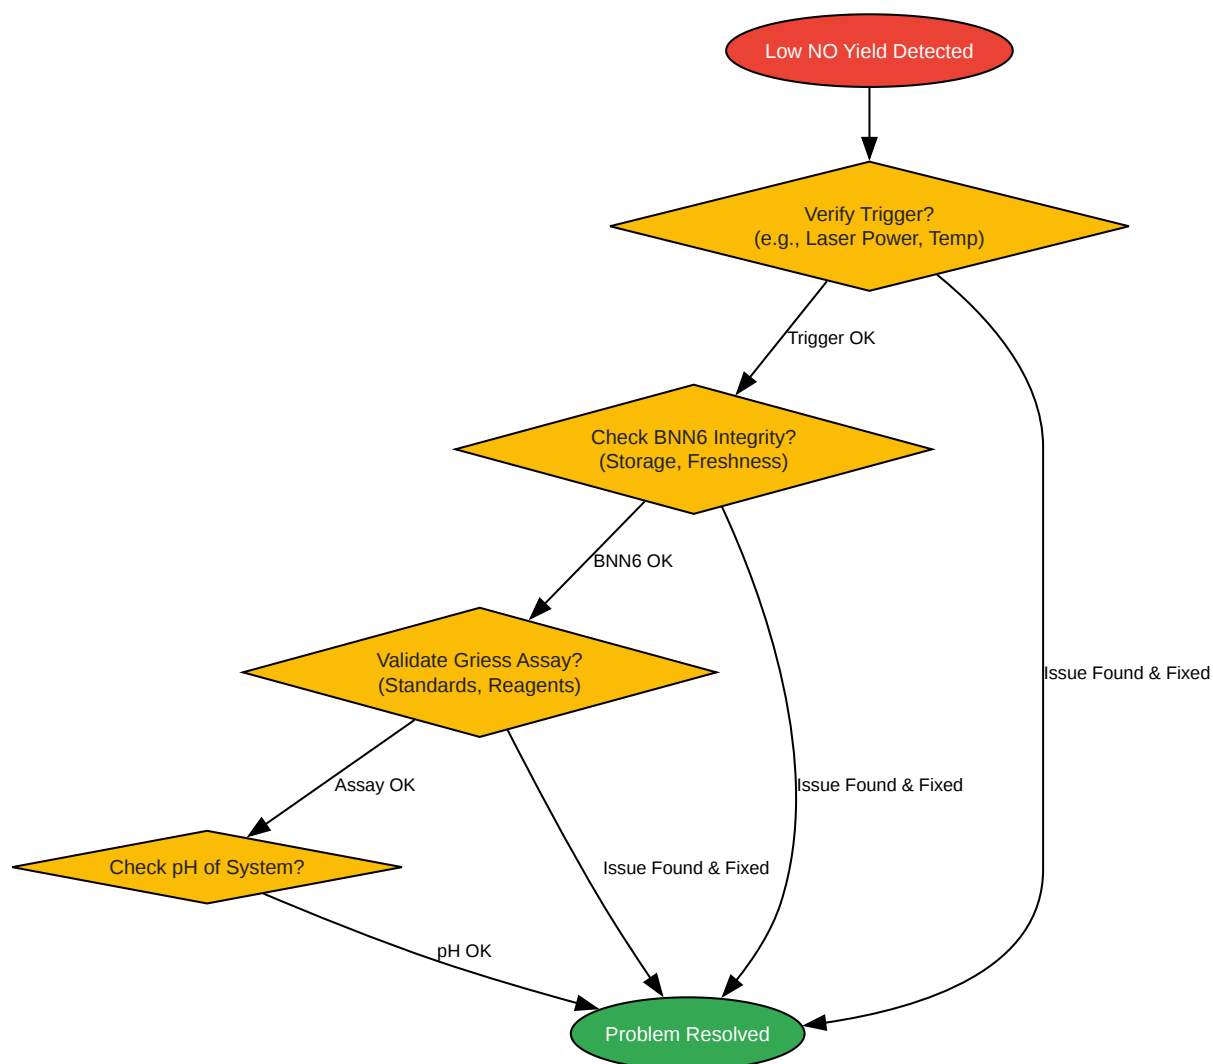 Low NO Yield Detected
Verify Trigger?
(e.g., Laser Power, Temp)
Trigger OK
Check BNN6 Integrity?
(Storage, Freshness)
BNN6 OK
Validate Griess Assay?
(Standards, Reagents)
Issue Found & Fixed
Assay OK
Issue Found & Fixed
Check pH of System?
Issue Found & Fixed
pH OK
Problem Resolved